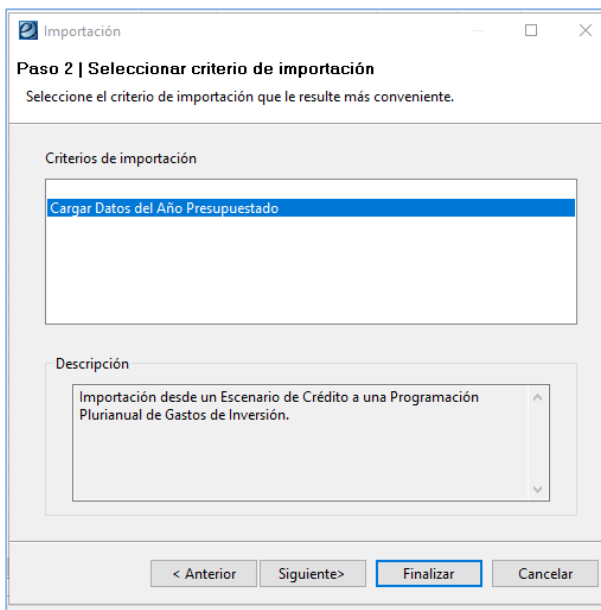 Importación
Paso 2 | Seleccionar criterio de importación
Seleccione el criterio de importación que le resulte más conveniente.
Criterios de importación
Cargar Datos del Año Presupuestado
Descripción
Importación desde un Escenario de Crédito a una Programación
Plurianual de Gastos de Inversión.
< Anterior Siguiente> Finalizar Cancelar